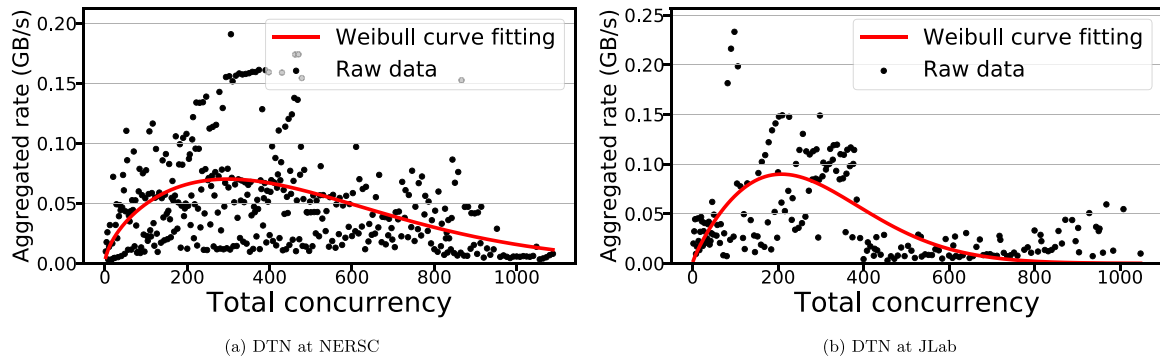 Aggregated rate (GB/s)
0.20
0.15
0.10
0.05
0.00
Weibull curve fitting
Raw data
0 200 400 600 800 1000
Total concurrency
(a) DTN at NERSC
Aggregated rate (GB/s)
0.25
0.20
0.15
0.10
0.05
0.00
Weibull curve fitting
Raw data
0 200 400 600 800 1000
Total concurrency
(b) DTN at JLab